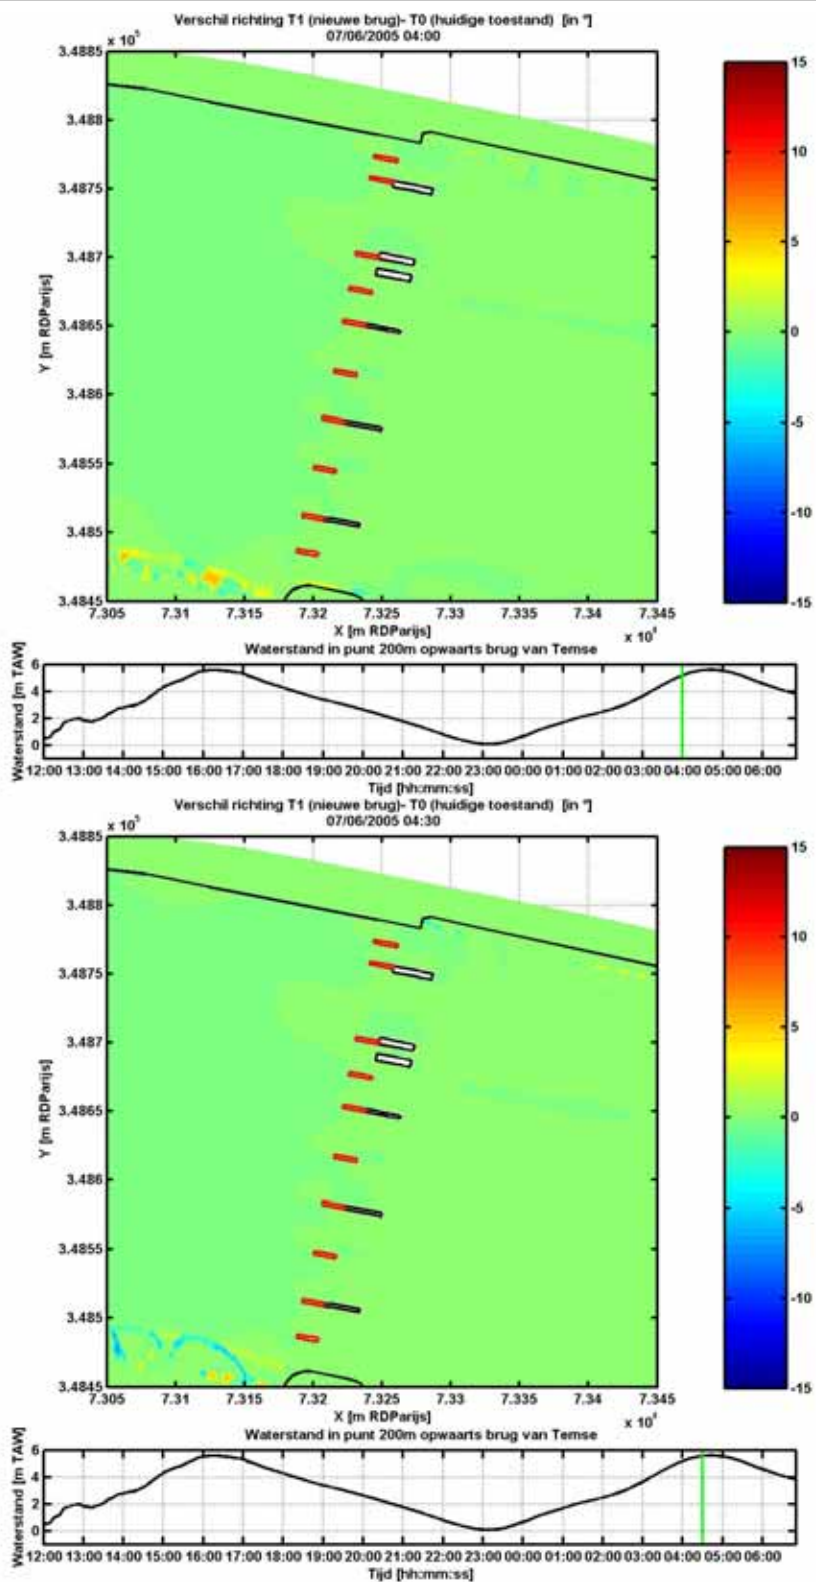 Verschil richting T1 (nieuwe brug)- T0 (huidige toestand) [in °]
07/06/2005 04:00
x 10⁵
3.4885
3.488
3.4875
3.487
3.4865
3.486
3.4855
3.485
3.4845
Y [m RDParijs]
7.305 7.31 7.315 7.32 7.325 7.33 7.335 7.34 7.345
X [m RDParijs]
x 10⁴
15
10
5
0
-5
-10
-15
Waterstand in punt 200m opwaarts brug van Temse
Waterstand [m TAW]
6
4
2
0
12:00 13:00 14:00 15:00 16:00 17:00 18:00 19:00 20:00 21:00 22:00 23:00 00:00 01:00 02:00 03:00 04:00 05:00 06:00
Tijd [hh:mm:ss]
Verschil richting T1 (nieuwe brug)- T0 (huidige toestand) [in °]
07/06/2005 04:30
x 10⁵
3.4885
3.488
3.4875
3.487
3.4865
3.486
3.4855
3.485
3.4845
Y [m RDParijs]
7.305 7.31 7.315 7.32 7.325 7.33 7.335 7.34 7.345
X [m RDParijs]
x 10⁴
15
10
5
0
-5
-10
-15
Waterstand in punt 200m opwaarts brug van Temse
Waterstand [m TAW]
6
4
2
0
12:00 13:00 14:00 15:00 16:00 17:00 18:00 19:00 20:00 21:00 22:00 23:00 00:00 01:00 02:00 03:00 04:00 05:00 06:00
Tijd [hh:mm:ss]